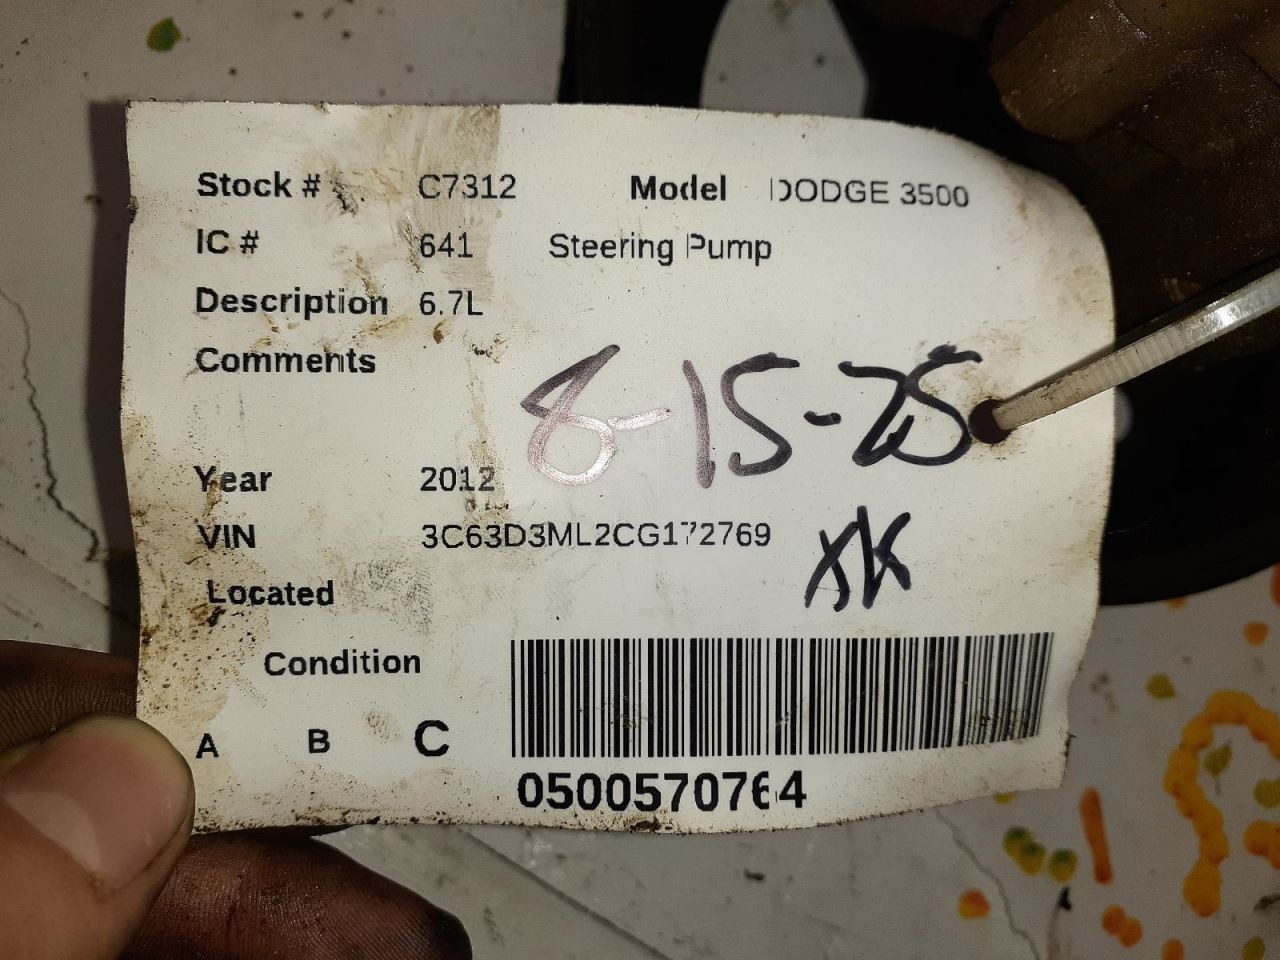 Stock # C7312 Model DODGE 3500
IC # 641 Steering Pump
Description 6.7L
Comments
8-15-25
Year 2012
VIN 3C63D3ML2CG172769
Located
Condition
A B C
0500570764